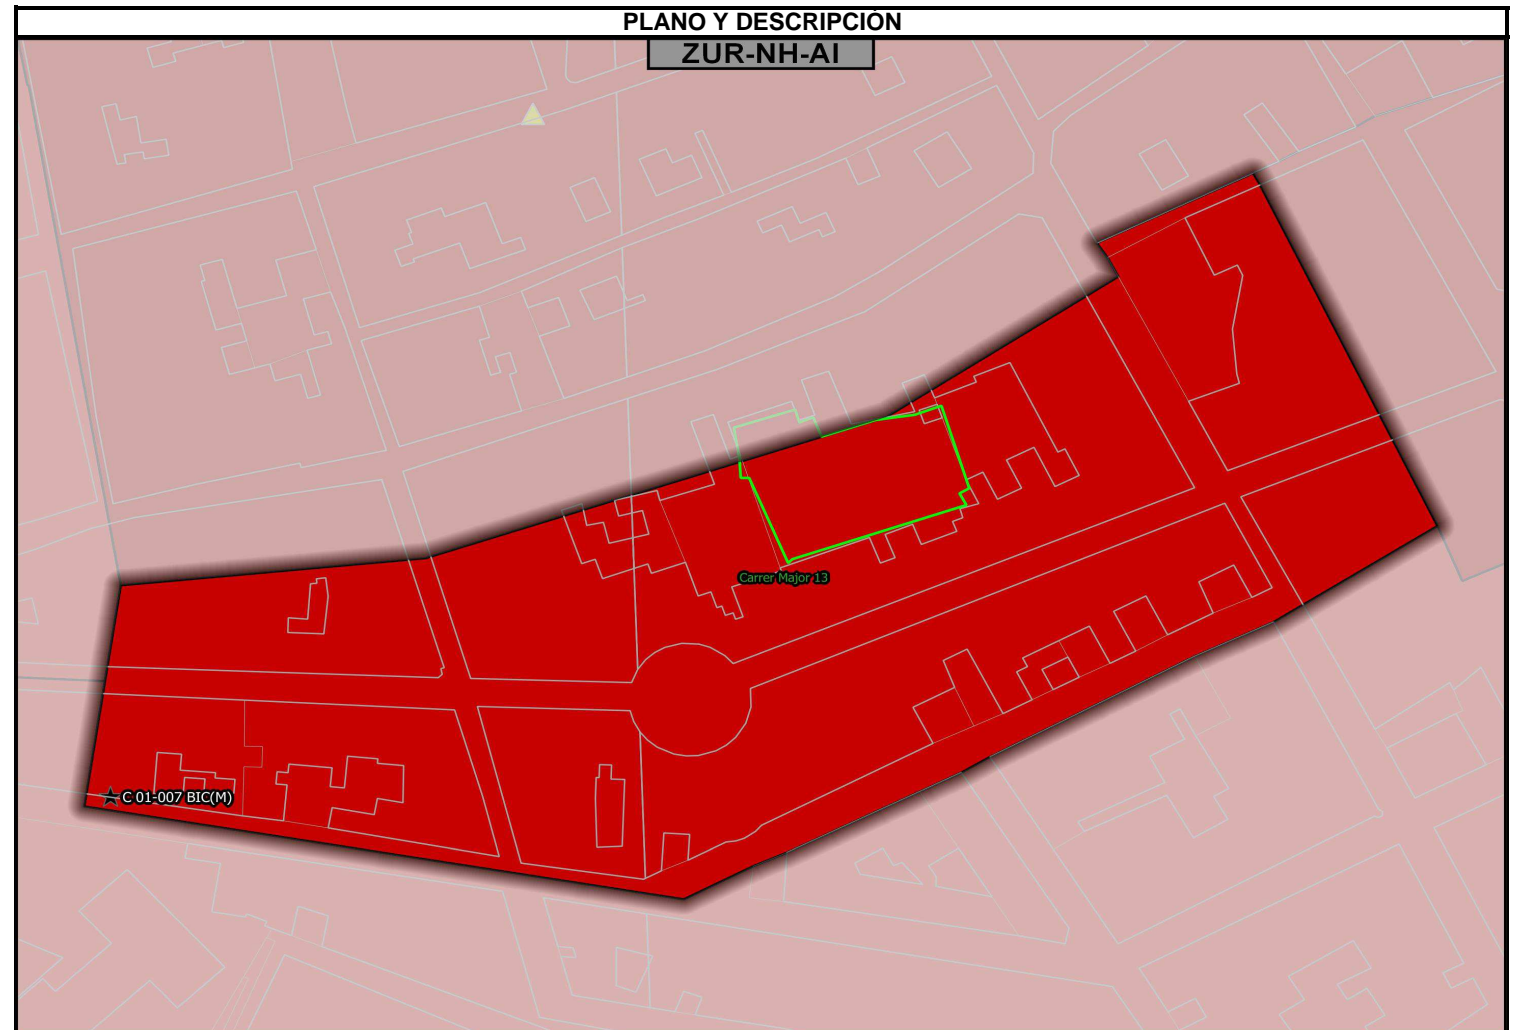 PLANO Y DESCRIPCIÓN
ZUR-NH-AI
Carrer Major 13
C 01-007 BIC(M)